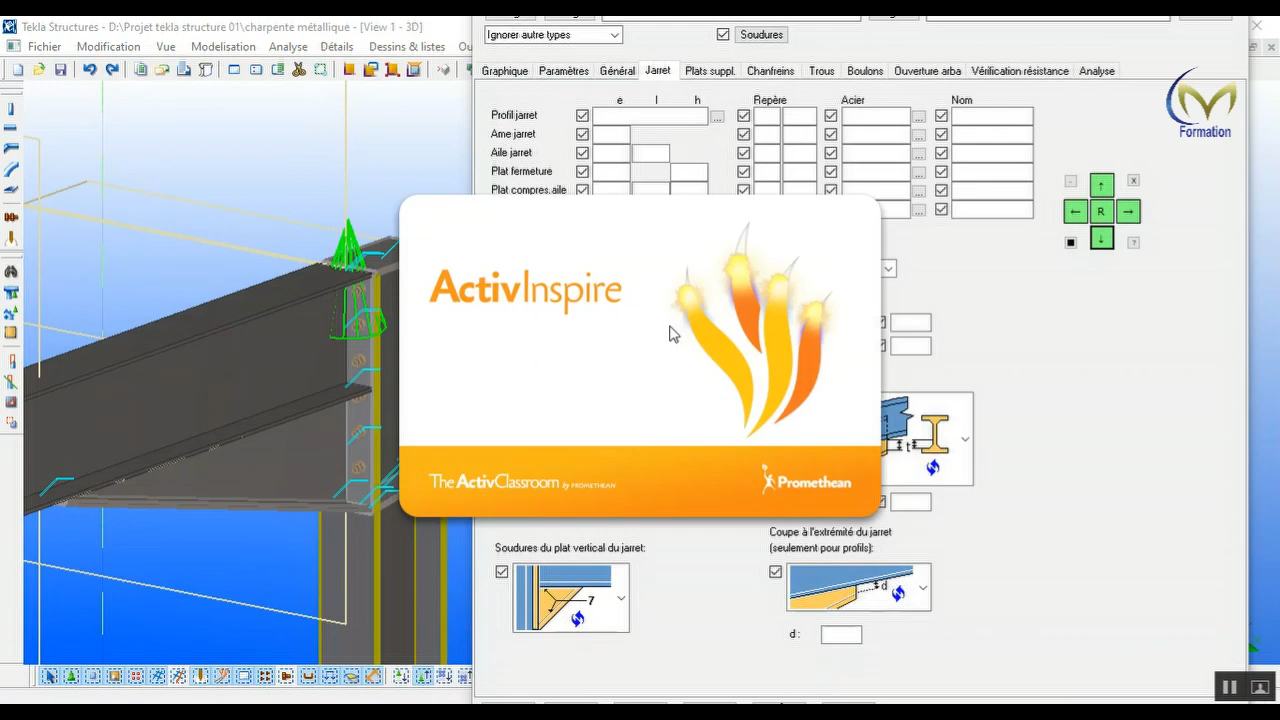 Tekla Structures - D:\Projet tekla structure 01\charpente métallique - [View 1 - 3D]
Fichier Modification Vue Modelisation Analyse Détails Dessins & listes
Ignorer autre types
Soudures
Graphique Paramètres Général Jarret Plats suppl. Chanfreins Trous Boulons Ouverture arba Vérification résistance Analyse
e l h Repère Acier Nom
Profil jarret
Ame jarret
Aile jarret
Plat fermeture
Plat compres.aile
Formation
R
x
?
ActivInspire
The ActivClassroom by PROMETHEAN
Promethean
t
Soudures du plat vertical du jarret:
7
Coupe à l'extrémité du jarret
(seulement pour profils):
d
d :